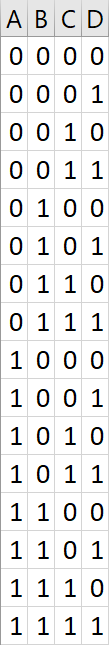 A B C D
0 0 0 0
0 0 0 1
0 0 1 0
0 0 1 1
0 1 0 0
0 1 0 1
0 1 1 0
0 1 1 1
1 0 0 0
1 0 0 1
1 0 1 0
1 0 1 1
1 1 0 0
1 1 0 1
1 1 1 0
1 1 1 1